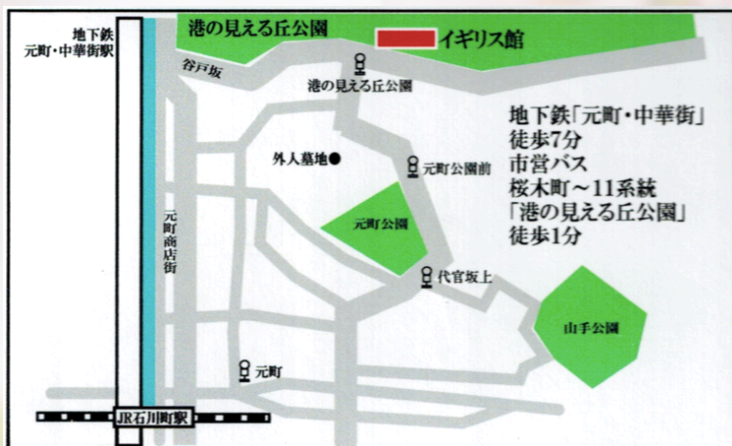 地下鉄
元町・中華街駅
港の見える丘公園
イギリス館
谷戸坂
港の見える丘公園
地下鉄「元町・中華街」
徒歩7分
市営バス
桜木町～11系統
「港の見える丘公園」
徒歩1分
外人墓地
元町公園前
元町公園
元町商店街
代官坂上
山手公園
元町
JR石川町駅